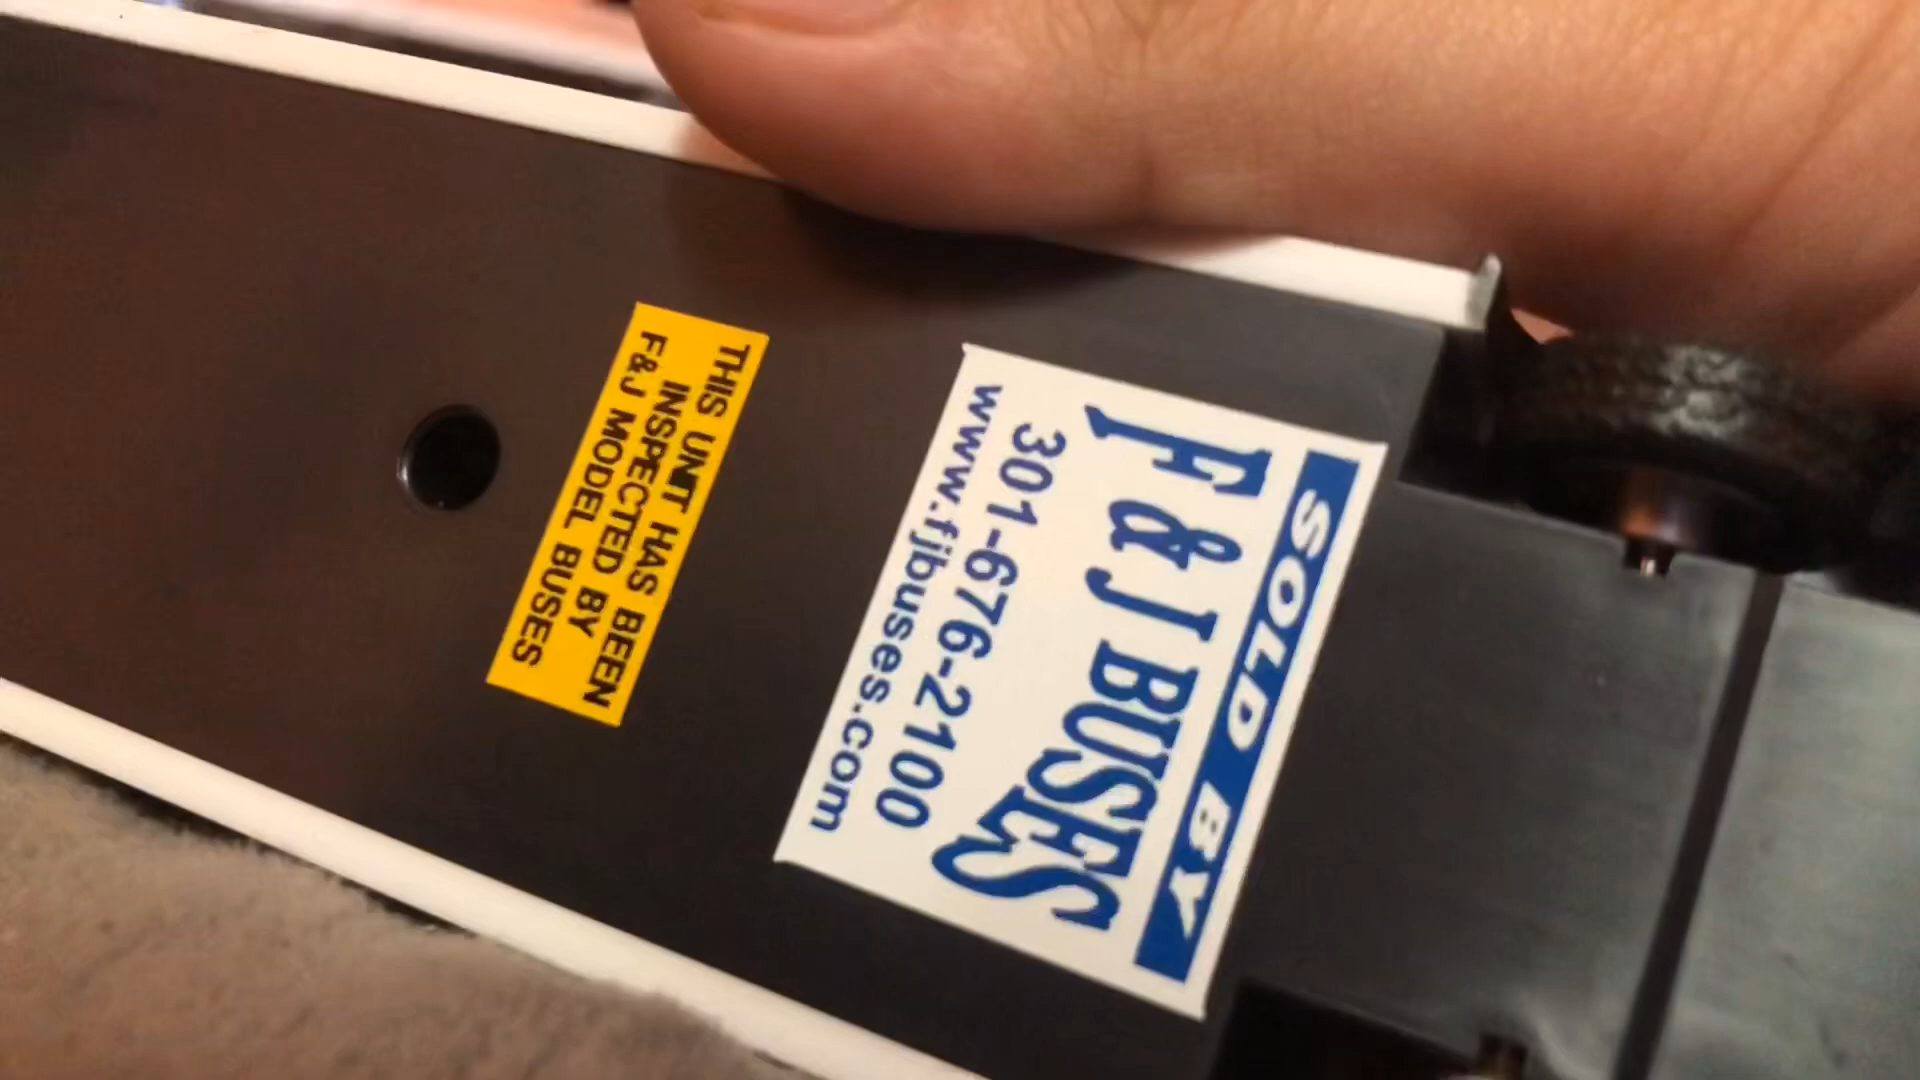 SOLD BY
F & J BUSES
301-676-2100
www.fjbuses.com
THIS UNIT HAS BEEN
INSPECTED BY
F&J MODEL BUSES